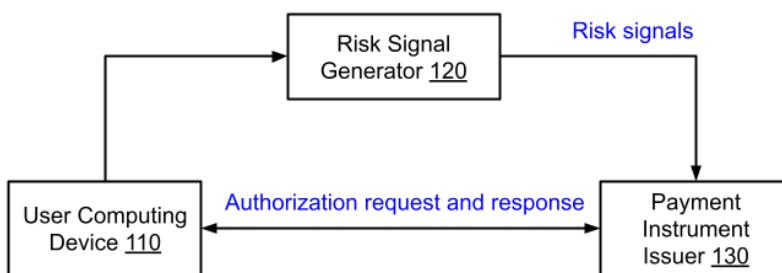 Risk Signal
Generator 120
Risk signals
User Computing
Device 110
Authorization request and response
Payment
Instrument
Issuer 130